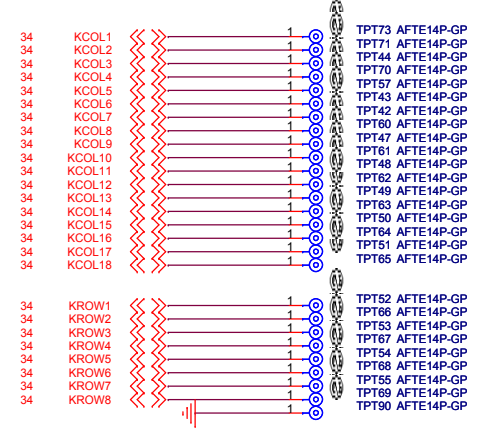 34 KCOL1 1 TPT73 AFTE14P-GP
34 KCOL2 1 TPT71 AFTE14P-GP
34 KCOL3 1 TPT44 AFTE14P-GP
34 KCOL4 1 TPT70 AFTE14P-GP
34 KCOL5 1 TPT57 AFTE14P-GP
34 KCOL6 1 TPT43 AFTE14P-GP
34 KCOL7 1 TPT42 AFTE14P-GP
34 KCOL8 1 TPT60 AFTE14P-GP
34 KCOL9 1 TPT47 AFTE14P-GP
34 KCOL10 1 TPT61 AFTE14P-GP
34 KCOL11 1 TPT48 AFTE14P-GP
34 KCOL12 1 TPT62 AFTE14P-GP
34 KCOL13 1 TPT49 AFTE14P-GP
34 KCOL14 1 TPT63 AFTE14P-GP
34 KCOL15 1 TPT50 AFTE14P-GP
34 KCOL16 1 TPT64 AFTE14P-GP
34 KCOL17 1 TPT51 AFTE14P-GP
34 KCOL18 1 TPT65 AFTE14P-GP
34 KROW1 1 TPT52 AFTE14P-GP
34 KROW2 1 TPT66 AFTE14P-GP
34 KROW3 1 TPT53 AFTE14P-GP
34 KROW4 1 TPT67 AFTE14P-GP
34 KROW5 1 TPT54 AFTE14P-GP
34 KROW6 1 TPT68 AFTE14P-GP
34 KROW7 1 TPT55 AFTE14P-GP
34 KROW8 1 TPT69 AFTE14P-GP
1 TPT90 AFTE14P-GP